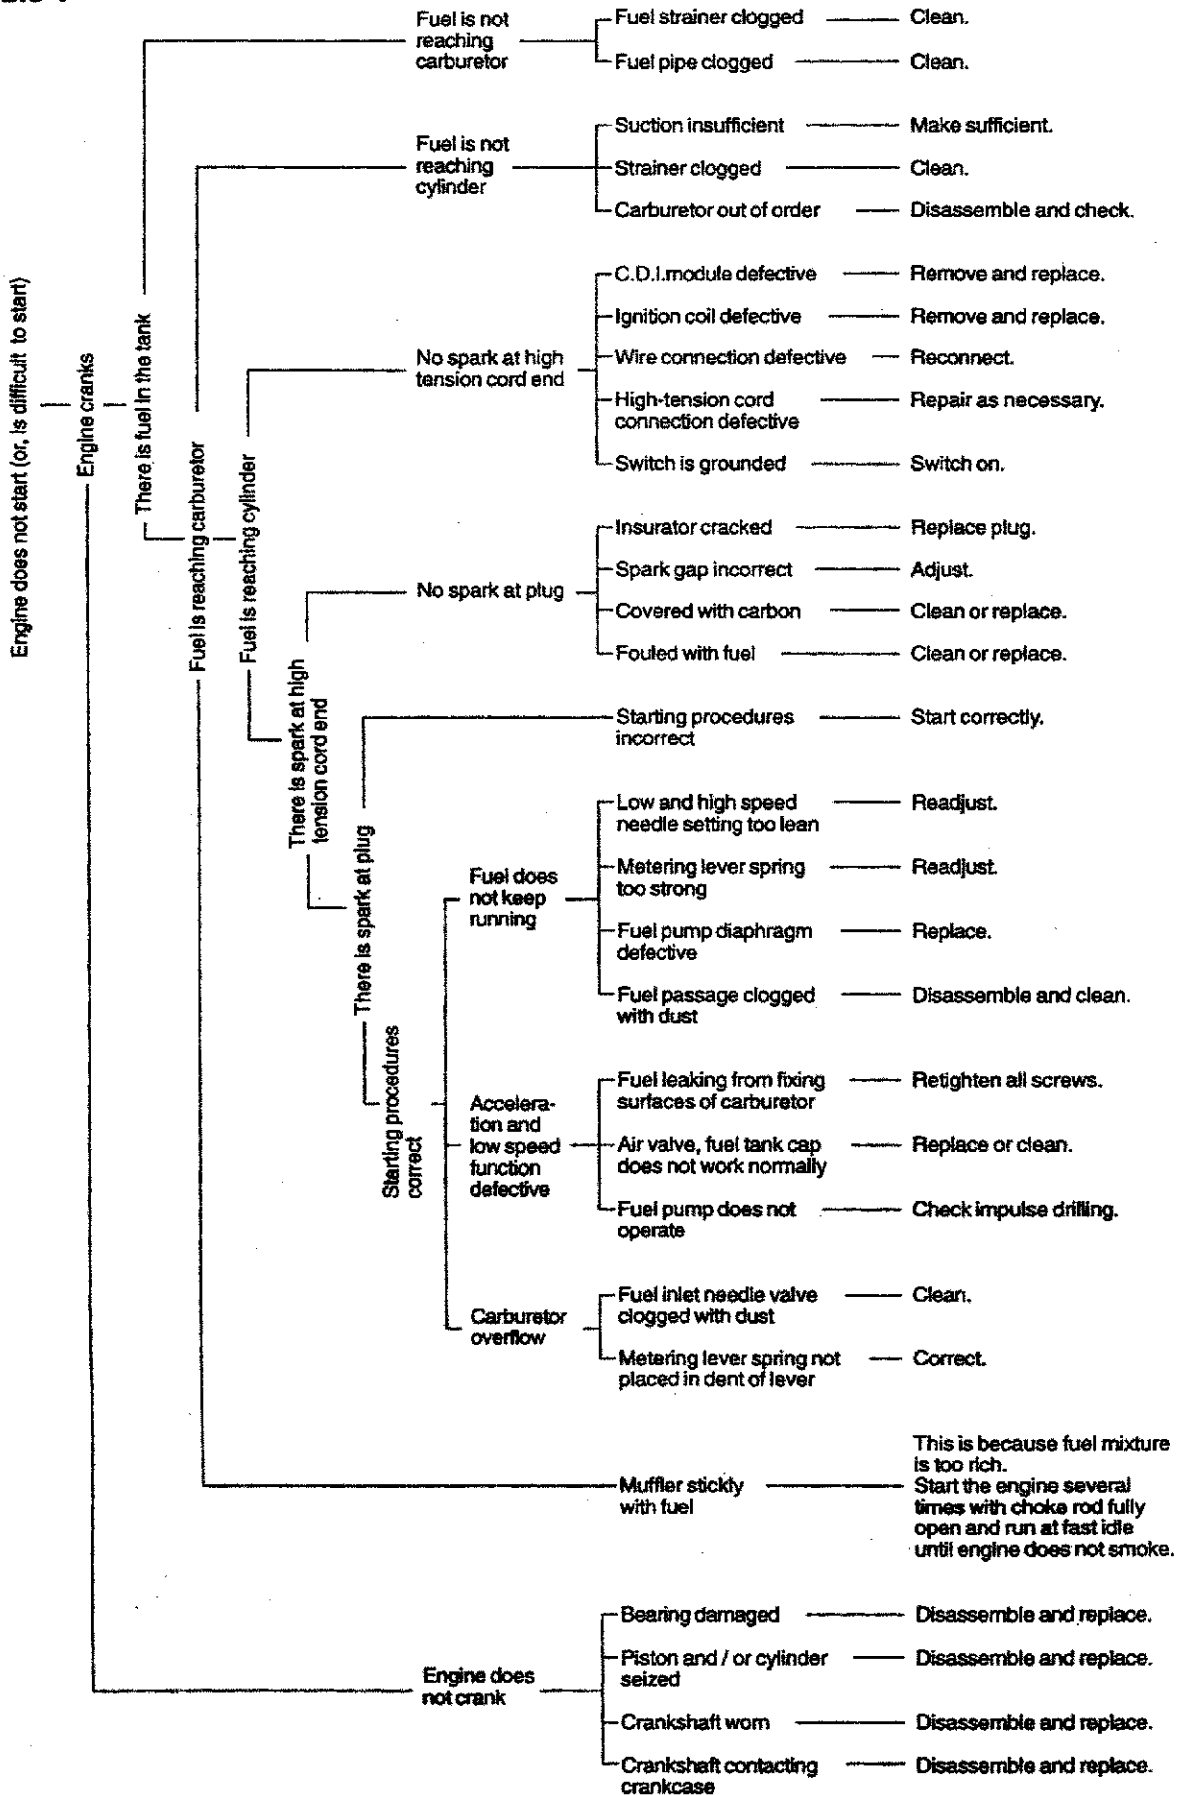 Fuel is not
reaching
carburetor
Fuel strainer clogged
Clean.
Fuel pipe clogged
Clean.
Fuel is not
reaching
cylinder
Suction insufficient
Make sufficient.
Strainer clogged
Clean.
Carburetor out of order
Disassemble and check.
Engine does not start (or, is difficult to start)
Engine cranks
There is fuel in the tank
Fuel is reaching carburetor
Fuel is reaching cylinder
No spark at high
tension cord end
C.D.I.module defective
Remove and replace.
Ignition coil defective
Remove and replace.
Wire connection defective
Reconnect.
High-tension cord
connection defective
Repair as necessary.
Switch is grounded
Switch on.
There is spark at high
tension cord end
No spark at plug
Insurator cracked
Replace plug.
Spark gap incorrect
Adjust.
Covered with carbon
Clean or replace.
Fouled with fuel
Clean or replace.
There is spark at plug
Starting procedures
incorrect
Start correctly.
Starting procedures
correct
Fuel does
not keep
running
Low and high speed
needle setting too lean
Readjust.
Metering lever spring
too strong
Readjust.
Fuel pump diaphragm
defective
Replace.
Fuel passage clogged
with dust
Disassemble and clean.
Accelera-
tion and
low speed
function
defective
Fuel leaking from fixing
surfaces of carburetor
Retighten all screws.
Air valve, fuel tank cap
does not work normally
Replace or clean.
Fuel pump does not
operate
Check impulse drilling.
Carburetor
overflow
Fuel inlet needle valve
clogged with dust
Clean.
Metering lever spring not
placed in dent of lever
Correct.
Muffler stickly
with fuel
This is because fuel mixture
is too rich.
Start the engine several
times with choke rod fully
open and run at fast idle
until engine does not smoke.
Engine does
not crank
Bearing damaged
Disassemble and replace.
Piston and / or cylinder
seized
Disassemble and replace.
Crankshaft worn
Disassemble and replace.
Crankshaft contacting
crankcase
Disassemble and replace.